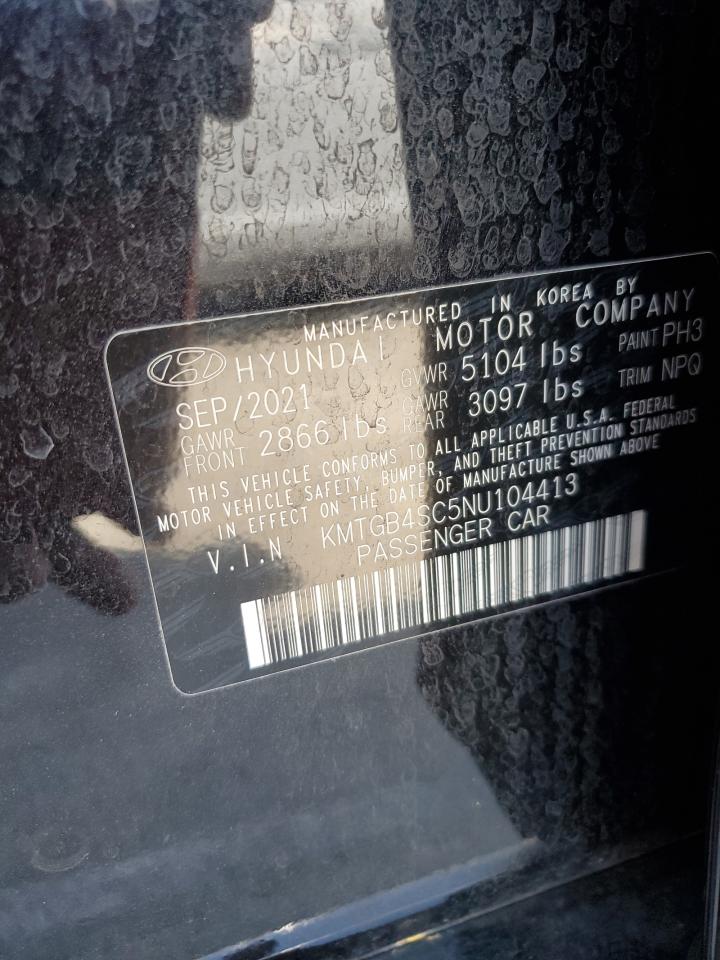 MANUFACTURED IN KOREA BY
HYUNDAI MOTOR COMPANY
SEP/2021 GVWR 5104 lbs PAINT PH3
GAWR FRONT 2866 lbs GAWR REAR 3097 lbs TRIM NPQ
THIS VEHICLE CONFORMS TO ALL APPLICABLE U.S.A. FEDERAL
MOTOR VEHICLE SAFETY, BUMPER, AND THEFT PREVENTION STANDARDS
IN EFFECT ON THE DATE OF MANUFACTURE SHOWN ABOVE
V.I.N KMTGB4SC5NU104413
PASSENGER CAR